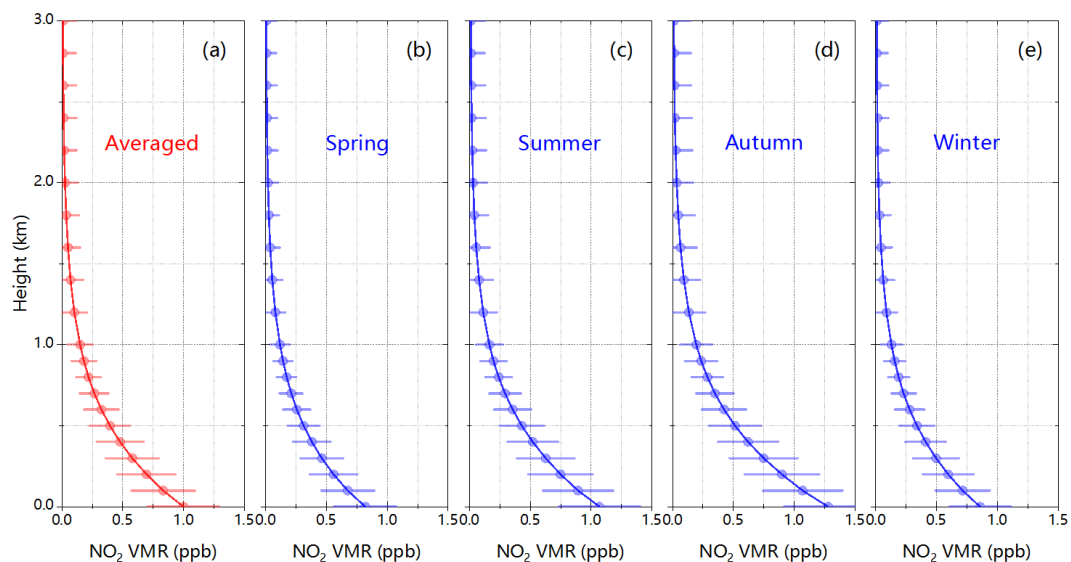 3.0 (a) (b) (c) (d) (e)
Averaged Spring Summer Autumn Winter
2.0
Height (km)
1.0
0.0
0.0 0.5 1.0 1.5 0.0 0.5 1.0 1.5 0.0 0.5 1.0 1.5 0.0 0.5 1.0 1.5 0.0 0.5 1.0 1.5
NO₂ VMR (ppb) NO₂ VMR (ppb) NO₂ VMR (ppb) NO₂ VMR (ppb) NO₂ VMR (ppb)